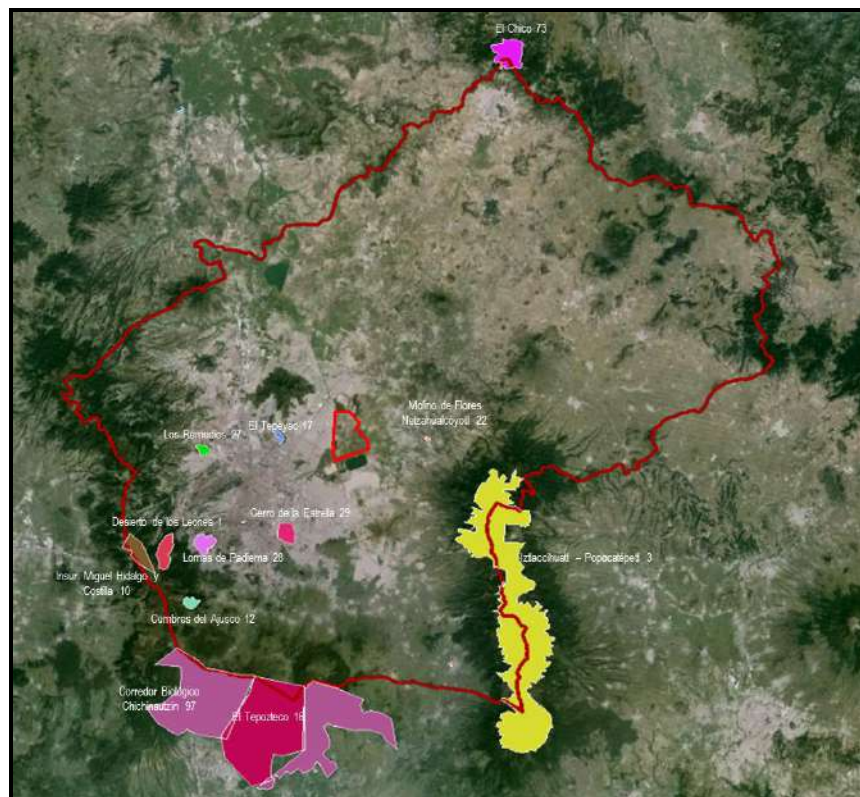 El Chico 73
Molino de Flores
Netzahualcóyotl 22
El Tepeyac 17
Los Remedios 27
Cerro de la Estrella 29
Desierto de los Leones 1
Lomas de Padierna 28
Iztaccíhuatl – Popocatépetl 3
Insur. Miguel Hidalgo y
Costilla 10
Cumbres del Ajusco 12
Corredor Biológico
Chichinautzin 97
El Tepozteco 18